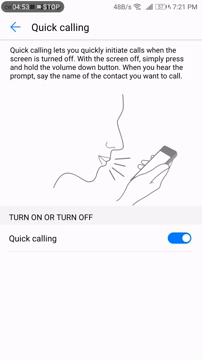 04:53 STOP 48B/s 57 7:21 PM
Quick calling
Quick calling lets you quickly initiate calls when the
screen is turned off. With the screen off, simply press
and hold the volume down button. When you hear the
prompt, say the name of the contact you want to call.
TURN ON OR TURN OFF
Quick calling